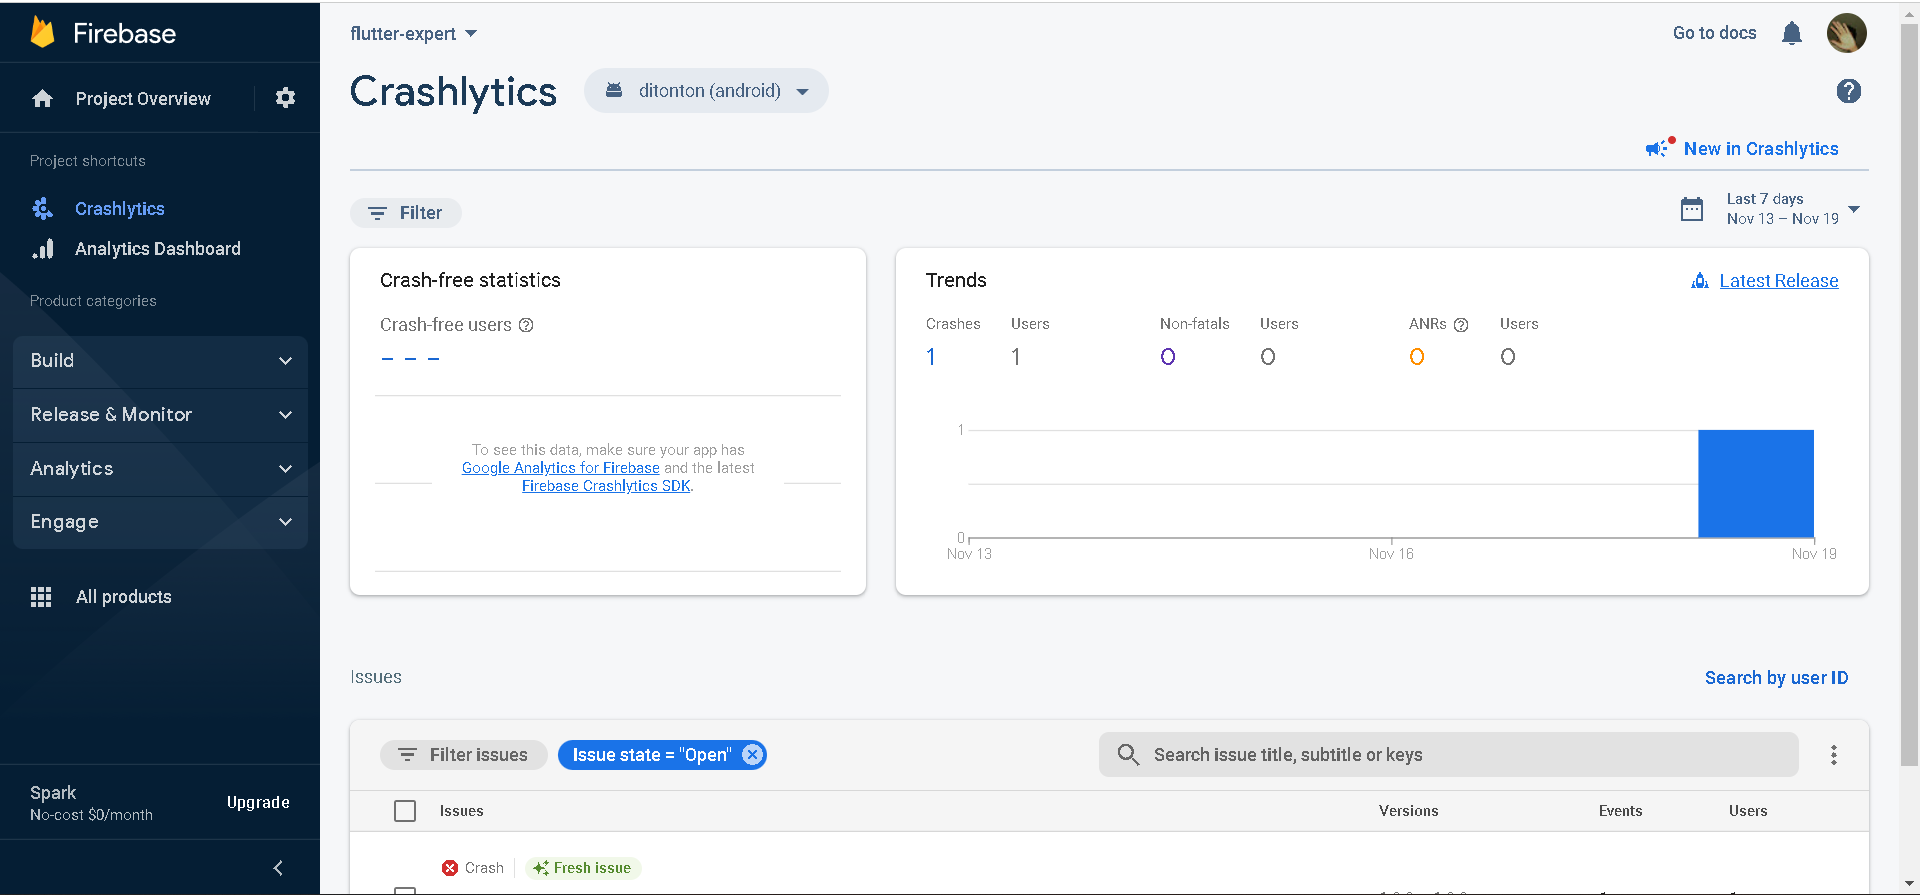 Firebase
Project Overview
Project shortcuts
Crashlytics
Analytics Dashboard
Product categories
Build
Release & Monitor
Analytics
Engage
All products
Spark
No-cost $0/month
Upgrade
flutter-expert
Go to docs
Crashlytics
ditonton (android)
New in Crashlytics
Filter
Last 7 days
Nov 13 – Nov 19
Crash-free statistics
Crash-free users
– – –
To see this data, make sure your app has
Google Analytics for Firebase and the latest
Firebase Crashlytics SDK.
Trends
Latest Release
Crashes Users Non-fatals Users ANRs Users
1 1 0 0 0 0
1
0
Nov 13 Nov 16 Nov 19
Issues
Search by user ID
Filter issues
Issue state = "Open"
Search issue title, subtitle or keys
Issues Versions Events Users
Crash Fresh issue